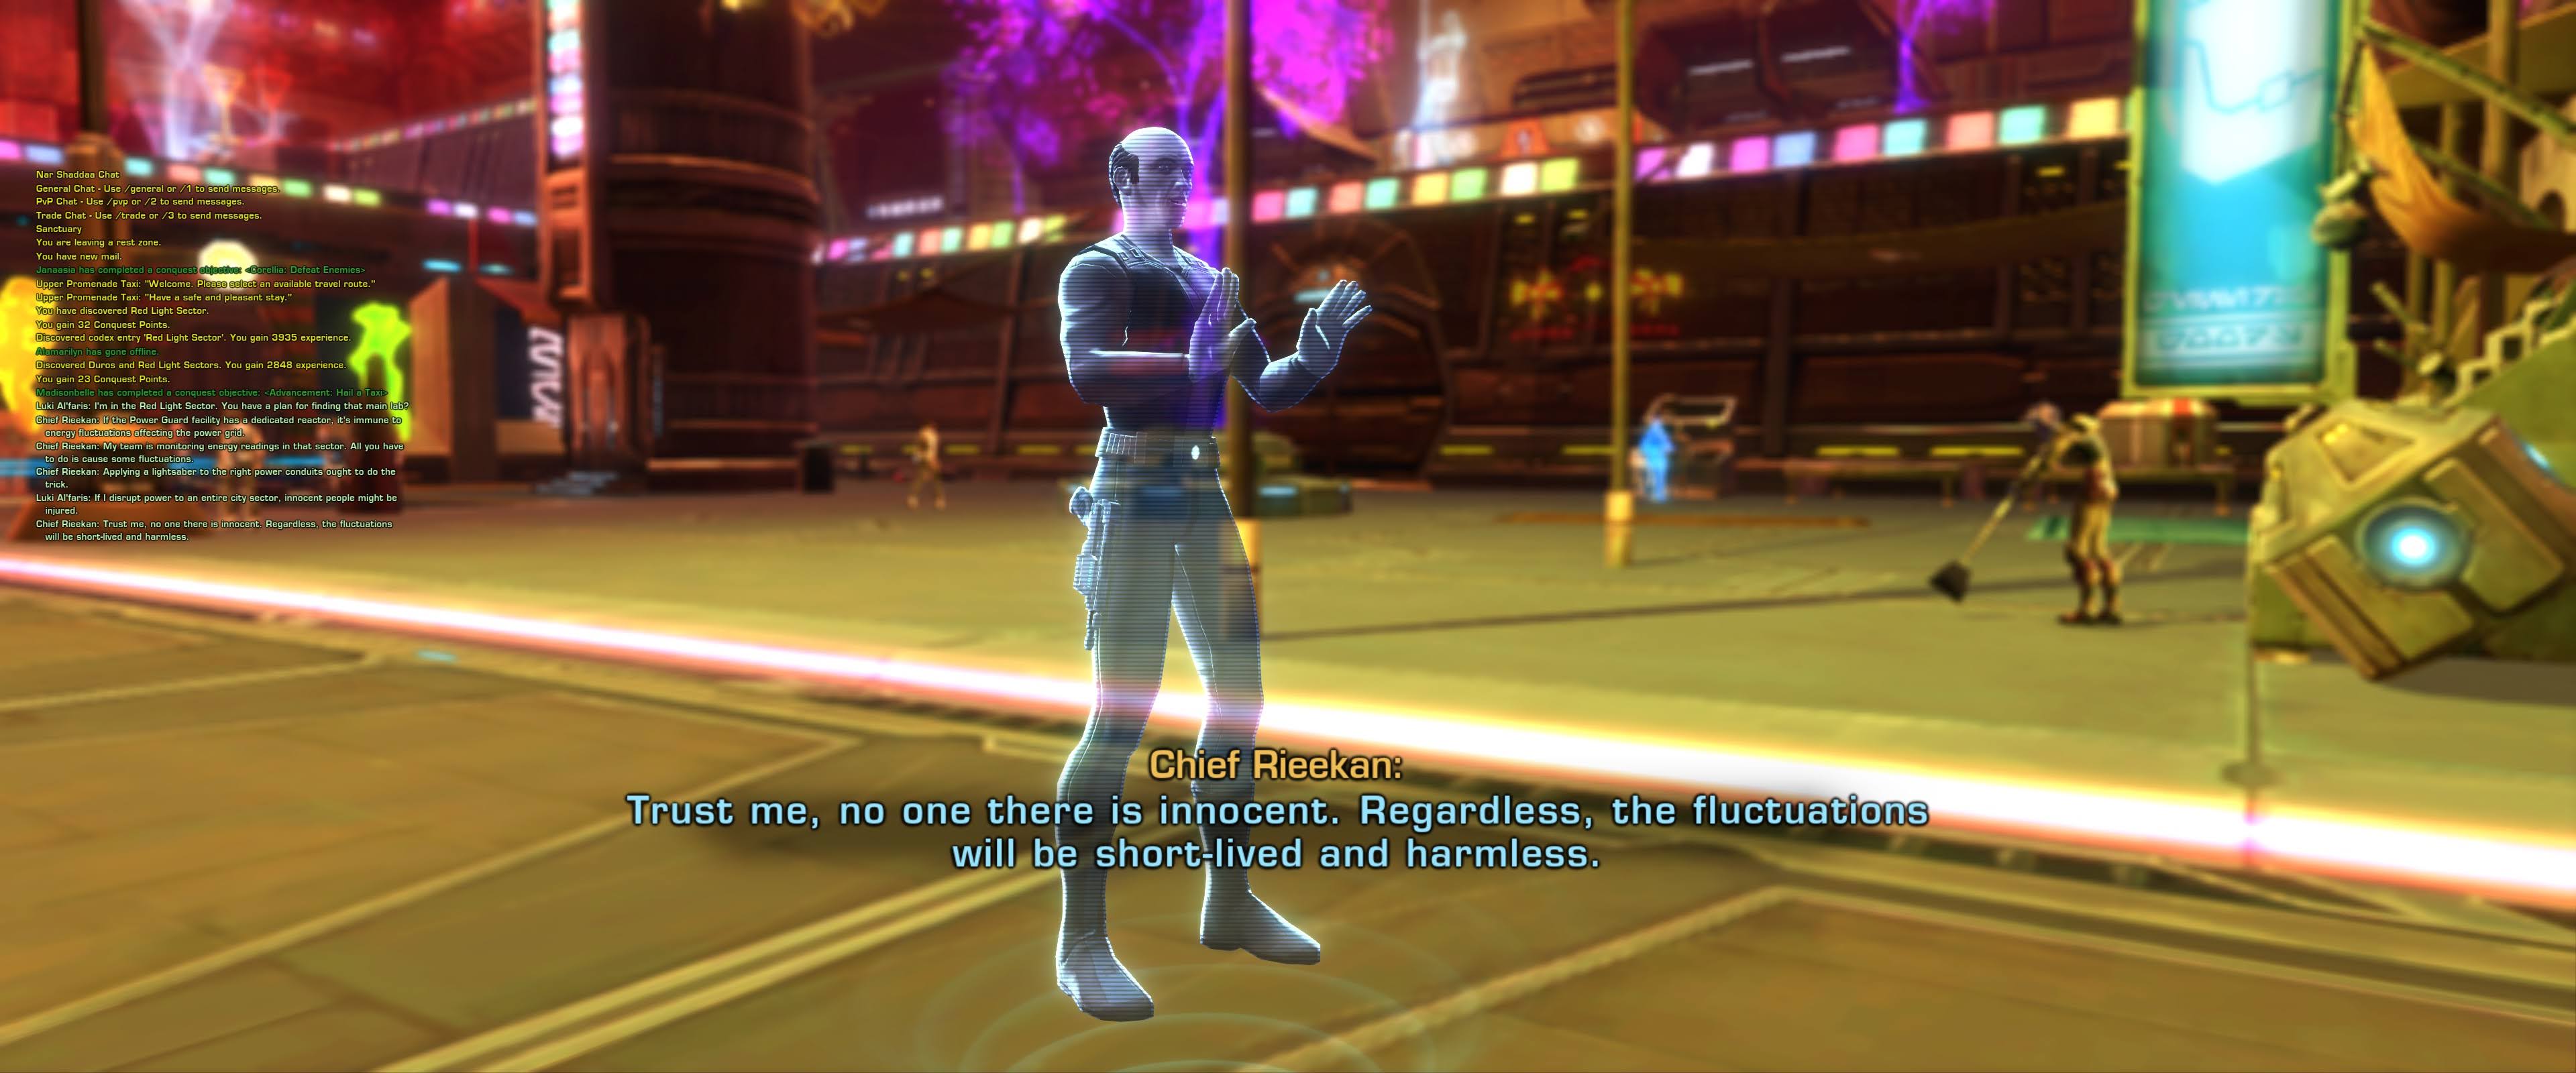 Nar Shaddaa Chat
General Chat - Use /general or /1 to send messages.
PvP Chat - Use /pvp or /2 to send messages.
Trade Chat - Use /trade or /3 to send messages.
Sanctuary
You are leaving a rest zone.
You have new mail.
Janaasia has completed a conquest objective: <Corellia: Defeat Enemies>
Upper Promenade Taxi: "Welcome. Please select an available travel route."
Upper Promenade Taxi: "Have a safe and pleasant stay."
You have discovered Red Light Sector.
You gain 32 Conquest Points.
Discovered codex entry 'Red Light Sector'. You gain 3935 experience.
Alamarilyn has gone offline.
Discovered Duros and Red Light Sectors. You gain 2848 experience.
You gain 23 Conquest Points.
Madisonbelle has completed a conquest objective: <Advancement: Hail a Taxi>
Luki Al'faris: I'm in the Red Light Sector. You have a plan for finding that main lab?
Chief Rieekan: If the Power Guard facility has a dedicated reactor, it's immune to
energy fluctuations affecting the power grid.
Chief Rieekan: My team is monitoring energy readings in that sector. All you have
to do is cause some fluctuations.
Chief Rieekan: Applying a lightsaber to the right power conduits ought to do the
trick.
Luki Al'faris: If I disrupt power to an entire city sector, innocent people might be
injured.
Chief Rieekan: Trust me, no one there is innocent. Regardless, the fluctuations
will be short-lived and harmless.
Chief Rieekan:
Trust me, no one there is innocent. Regardless, the fluctuations
will be short-lived and harmless.